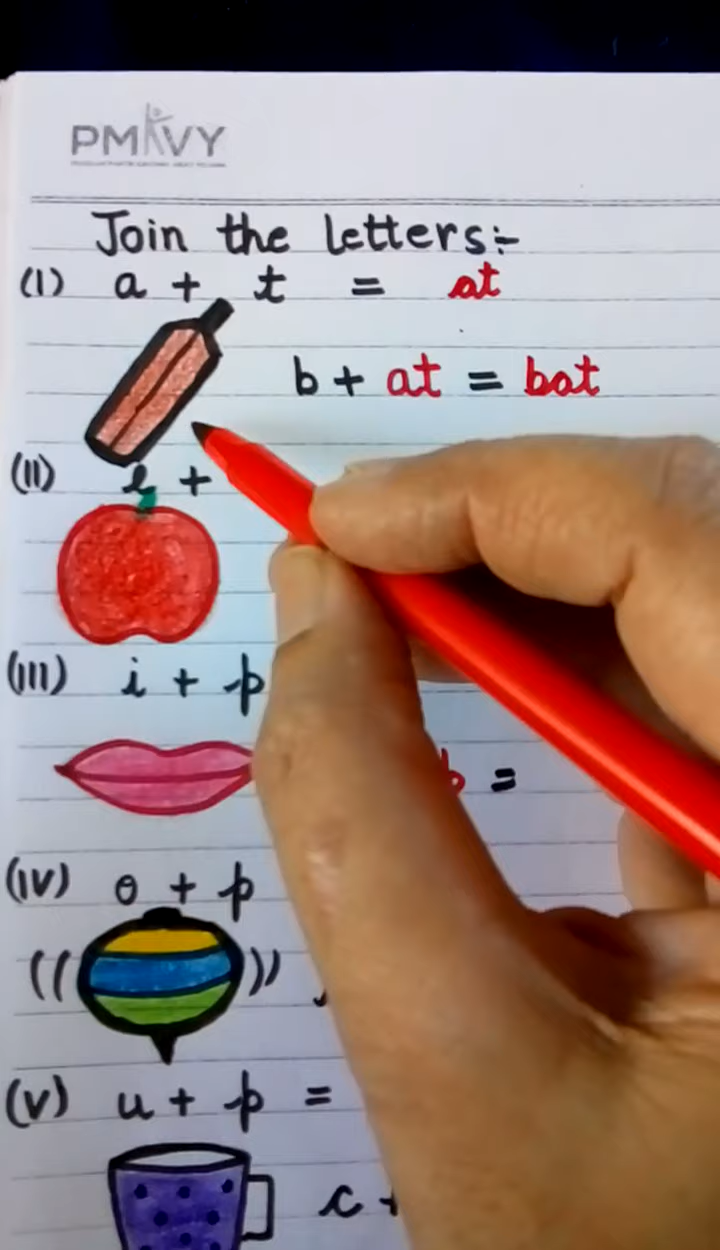 PMKVY
Join the letters:-
(I) a + t = at
b + at = bat
(II) e +
(III) i + p
=
(IV) o + p
(V) u + p =
c +